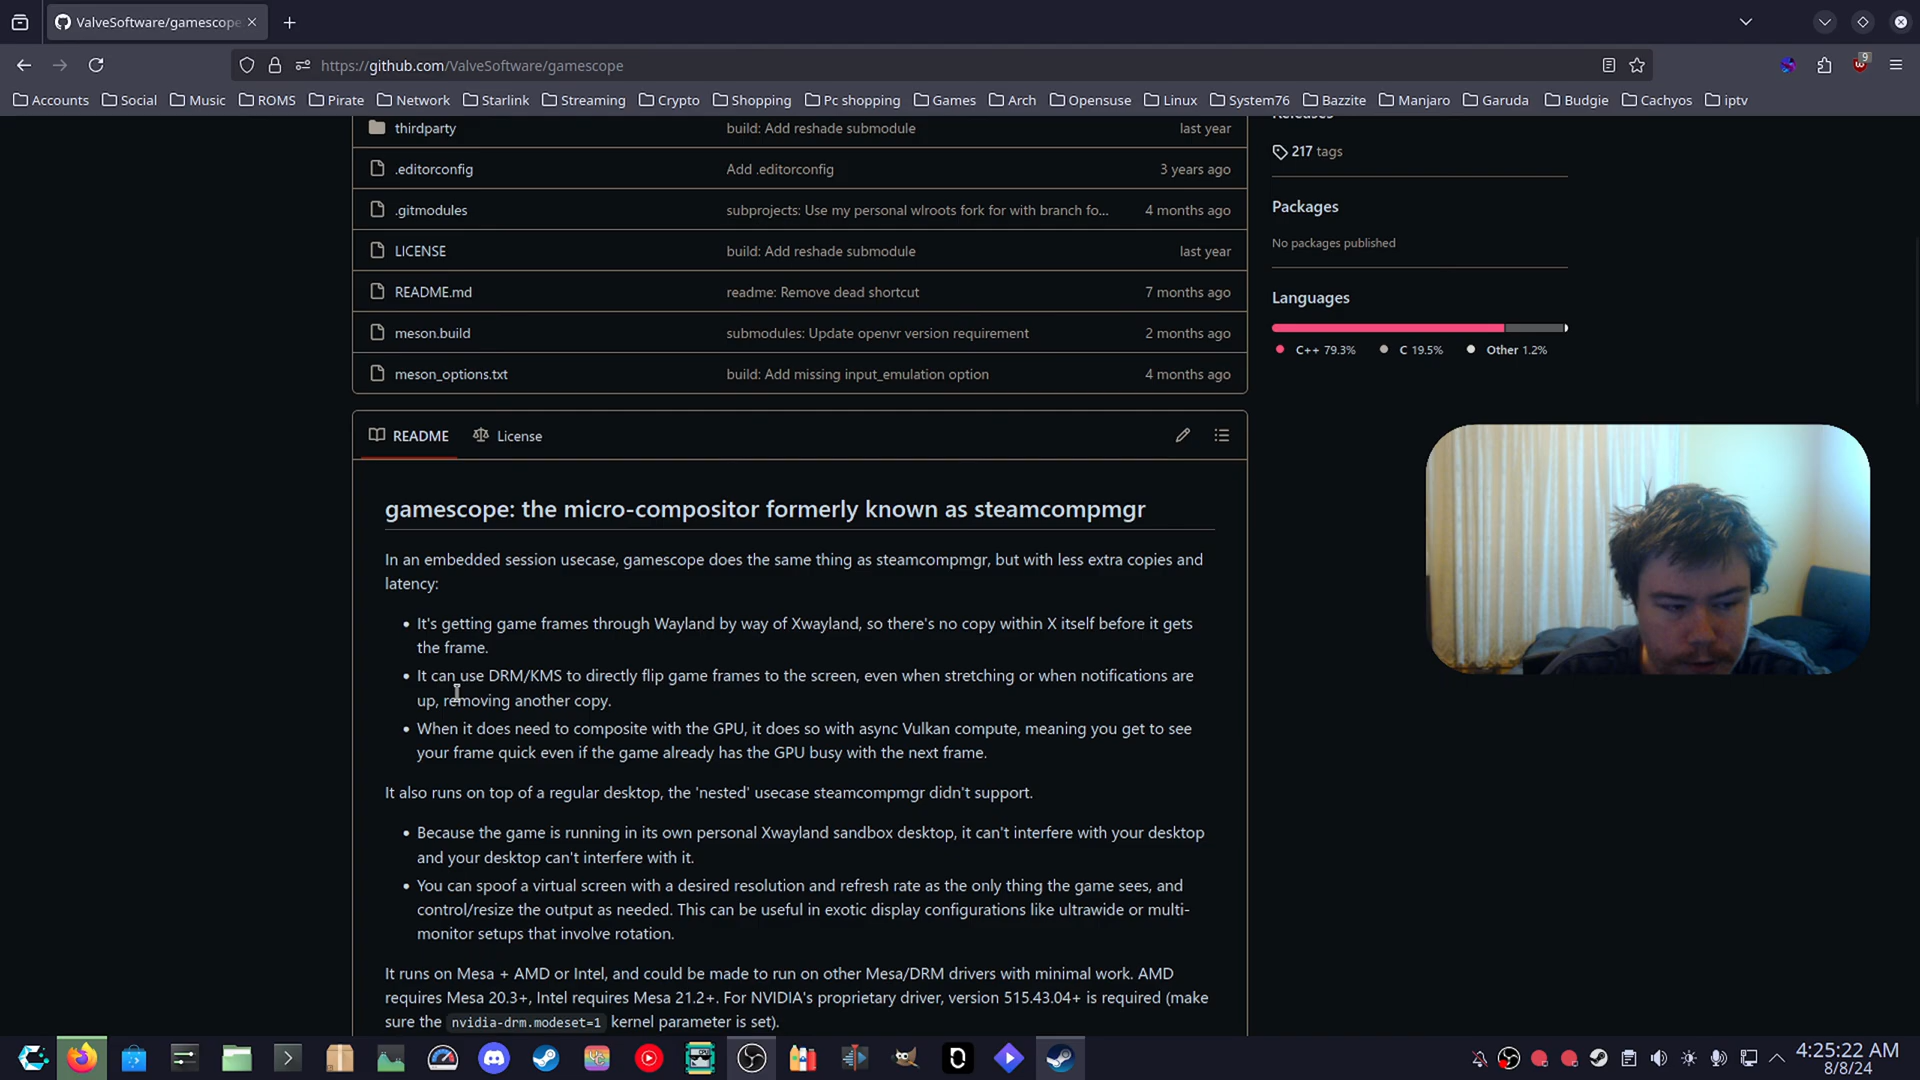 ValveSoftware/gamescope
https://github.com/ValveSoftware/gamescope
9
Accounts Social Music ROMS Pirate Network Starlink Streaming Crypto Shopping Pc shopping Games Arch Opensuse Linux System76 Bazzite Manjaro Garuda Budgie Cachyos iptv
thirdparty build: Add reshade submodule last year
.editorconfig Add .editorconfig 3 years ago
.gitmodules subprojects: Use my personal wlroots fork for with branch fo... 4 months ago
LICENSE build: Add reshade submodule last year
README.md readme: Remove dead shortcut 7 months ago
meson.build submodules: Update openvr version requirement 2 months ago
meson_options.txt build: Add missing input_emulation option 4 months ago
Releases
217 tags
Packages
No packages published
Languages
C++ 79.3% C 19.5% Other 1.2%
README License
gamescope: the micro-compositor formerly known as steamcompmgr
In an embedded session usecase, gamescope does the same thing as steamcompmgr, but with less extra copies and
latency:
• It's getting game frames through Wayland by way of Xwayland, so there's no copy within X itself before it gets
the frame.
• It can use DRM/KMS to directly flip game frames to the screen, even when stretching or when notifications are
up, removing another copy.
• When it does need to composite with the GPU, it does so with async Vulkan compute, meaning you get to see
your frame quick even if the game already has the GPU busy with the next frame.
It also runs on top of a regular desktop, the 'nested' usecase steamcompmgr didn't support.
• Because the game is running in its own personal Xwayland sandbox desktop, it can't interfere with your desktop
and your desktop can't interfere with it.
• You can spoof a virtual screen with a desired resolution and refresh rate as the only thing the game sees, and
control/resize the output as needed. This can be useful in exotic display configurations like ultrawide or multi-
monitor setups that involve rotation.
It runs on Mesa + AMD or Intel, and could be made to run on other Mesa/DRM drivers with minimal work. AMD
requires Mesa 20.3+, Intel requires Mesa 21.2+. For NVIDIA's proprietary driver, version 515.43.04+ is required (make
sure the nvidia-drm.modeset=1 kernel parameter is set).
4:25:22 AM
8/8/24